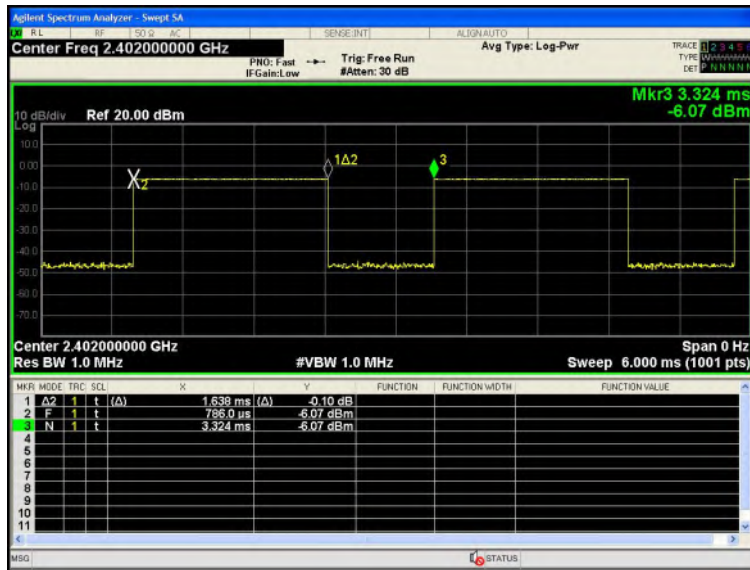 Agilent Spectrum Analyzer - Swept SA
RL RF 50 Ω AC SENSE:INT ALIGNAUTO
Center Freq 2.402000000 GHz
PNO: Fast
IFGain:Low
Trig: Free Run
#Atten: 30 dB
Avg Type: Log-Pwr
TRACE 1 2 3 4 5
TYPE
DET P N N N N
Mkr3 3.324 ms
-6.07 dBm
10 dB/div Ref 20.00 dBm
Log
10.0
0.00
-10.0
-20.0
-30.0
-40.0
-50.0
-60.0
-70.0
2
1Δ2
3
Center 2.402000000 GHz Span 0 Hz
Res BW 1.0 MHz #VBW 1.0 MHz Sweep 6.000 ms (1001 pts)
MKR MODE TRC SCL X Y FUNCTION FUNCTION WIDTH FUNCTION VALUE
1 Δ2 1 t (Δ) 1.638 ms (Δ) -0.10 dB
2 F 1 t 786.0 µs -6.07 dBm
3 N 1 t 3.324 ms -6.07 dBm
4
5
6
7
8
9
10
11
MSG STATUS